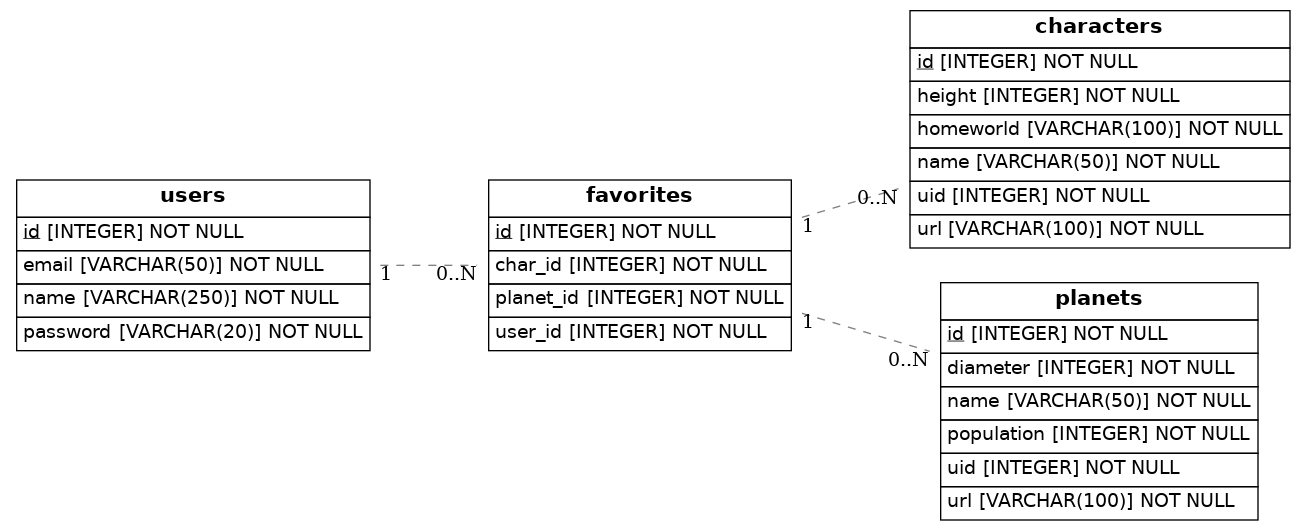 users
id [INTEGER] NOT NULL
email [VARCHAR(50)] NOT NULL
name [VARCHAR(250)] NOT NULL
password [VARCHAR(20)] NOT NULL
1
0..N
favorites
id [INTEGER] NOT NULL
char_id [INTEGER] NOT NULL
planet_id [INTEGER] NOT NULL
user_id [INTEGER] NOT NULL
1
0..N
1
0..N
characters
id [INTEGER] NOT NULL
height [INTEGER] NOT NULL
homeworld [VARCHAR(100)] NOT NULL
name [VARCHAR(50)] NOT NULL
uid [INTEGER] NOT NULL
url [VARCHAR(100)] NOT NULL
planets
id [INTEGER] NOT NULL
diameter [INTEGER] NOT NULL
name [VARCHAR(50)] NOT NULL
population [INTEGER] NOT NULL
uid [INTEGER] NOT NULL
url [VARCHAR(100)] NOT NULL